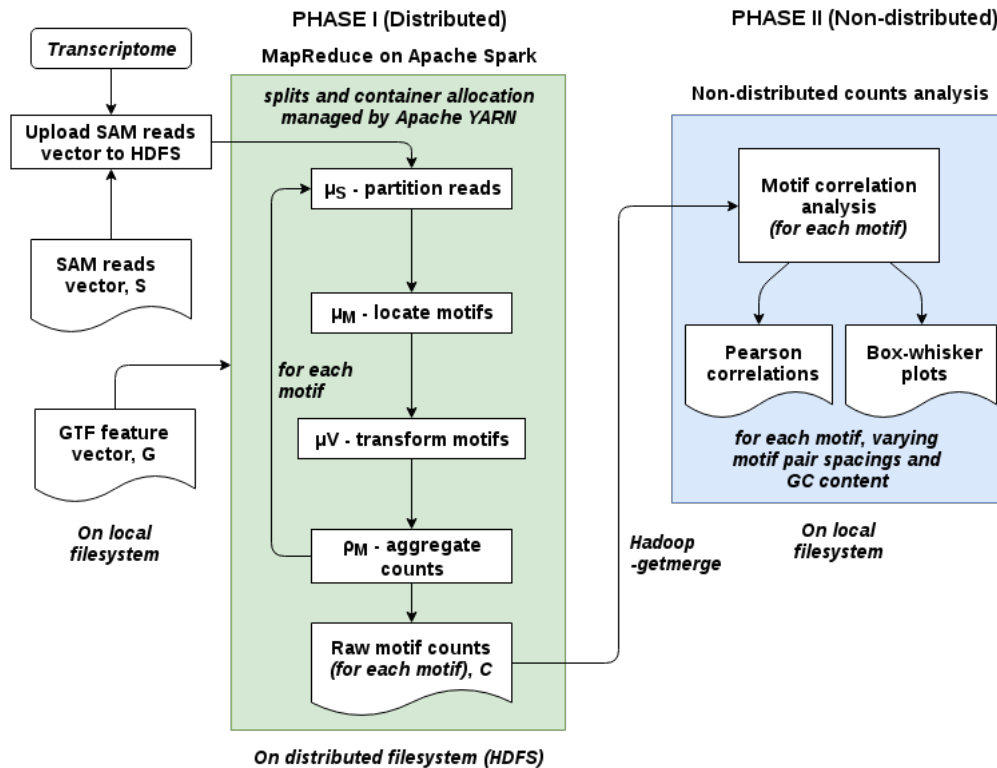 PHASE I (Distributed)
MapReduce on Apache Spark
PHASE II (Non-distributed)
Non-distributed counts analysis
Transcriptome
Upload SAM reads
vector to HDFS
SAM reads
vector, S
GTF feature
vector, G
On local
filesystem
splits and container allocation
managed by Apache YARN
μS - partition reads
μM - locate motifs
for each
motif
μV - transform motifs
ρM - aggregate
counts
Raw motif counts
(for each motif), C
On distributed filesystem (HDFS)
Hadoop
-getmerge
Motif correlation
analysis
(for each motif)
Pearson
correlations
Box-whisker
plots
for each motif, varying
motif pair spacings and
GC content
On local
filesystem